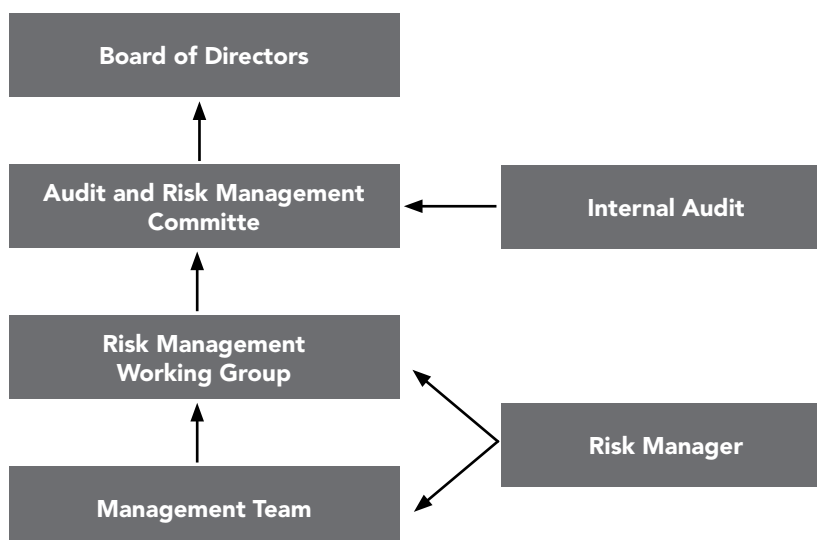 Board of Directors
Audit and Risk Management
Committe
Internal Audit
Risk Management
Working Group
Risk Manager
Management Team